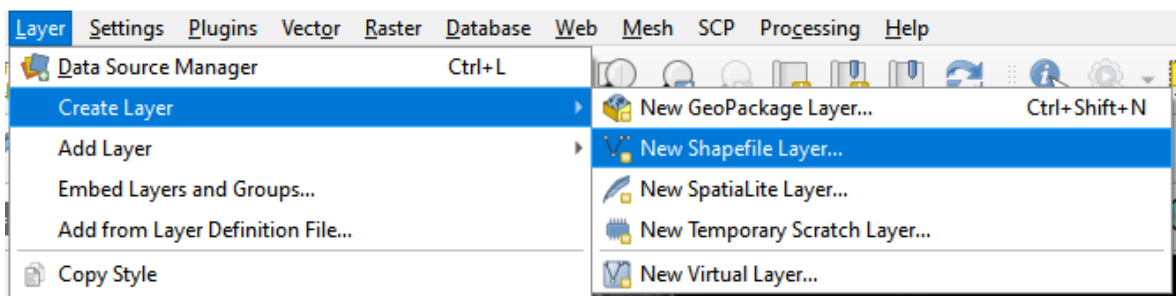 Layer Settings Plugins Vector Raster Database Web Mesh SCP Processing Help
Data Source Manager Ctrl+L
Create Layer
Add Layer
Embed Layers and Groups...
Add from Layer Definition File...
Copy Style
New GeoPackage Layer... Ctrl+Shift+N
New Shapefile Layer...
New SpatiaLite Layer...
New Temporary Scratch Layer...
New Virtual Layer...